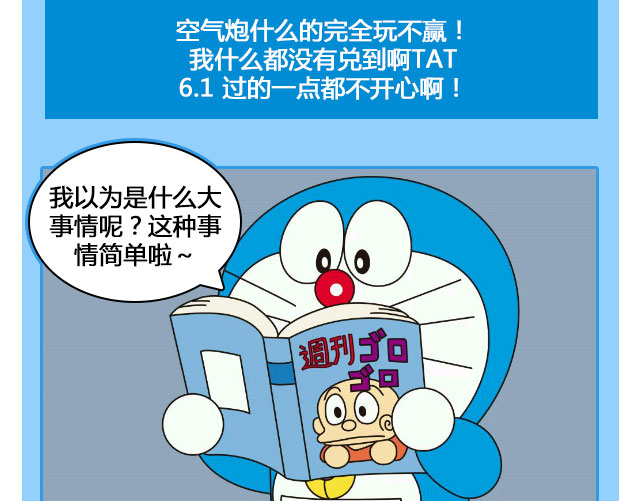 空气炮什么的完全玩不赢！
我什么都没有兑到啊TAT
6.1 过的一点都不开心啊！
我以为是什么大
事情呢？这种事
情简单啦～
週刊ゴロ
ゴロ